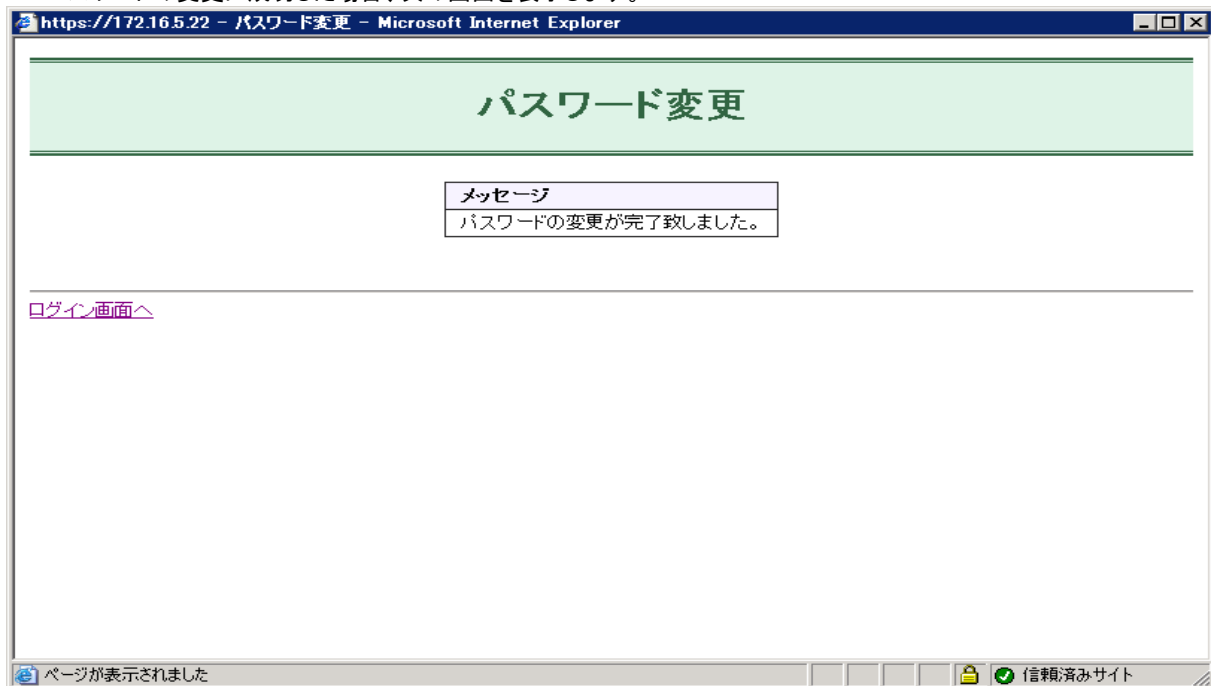 https://172.16.5.22 - パスワード変更 - Microsoft Internet Explorer
パスワード変更
メッセージ
パスワードの変更が完了致しました。
ログイン画面へ
ページが表示されました
信頼済みサイト